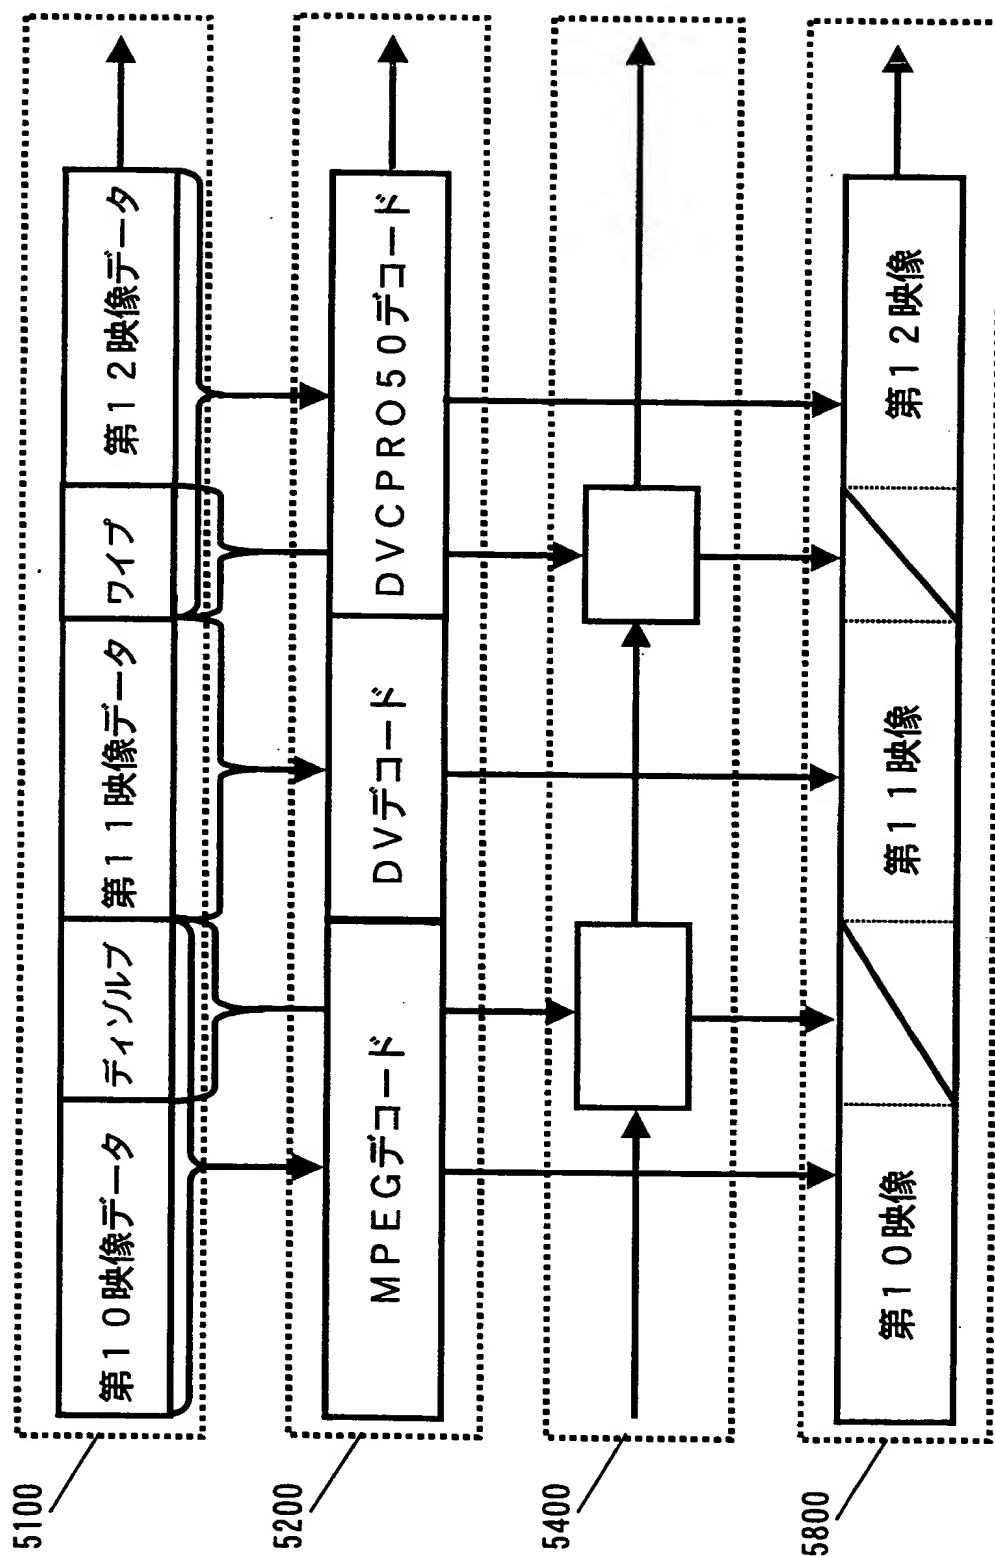 5100
第10映像データ
ディゾルブ
第11映像データ
ワイプ
第12映像データ
5200
MPEGデコード
DVデコード
DVCPRO50デコード
5400
5800
第10映像
第11映像
第12映像